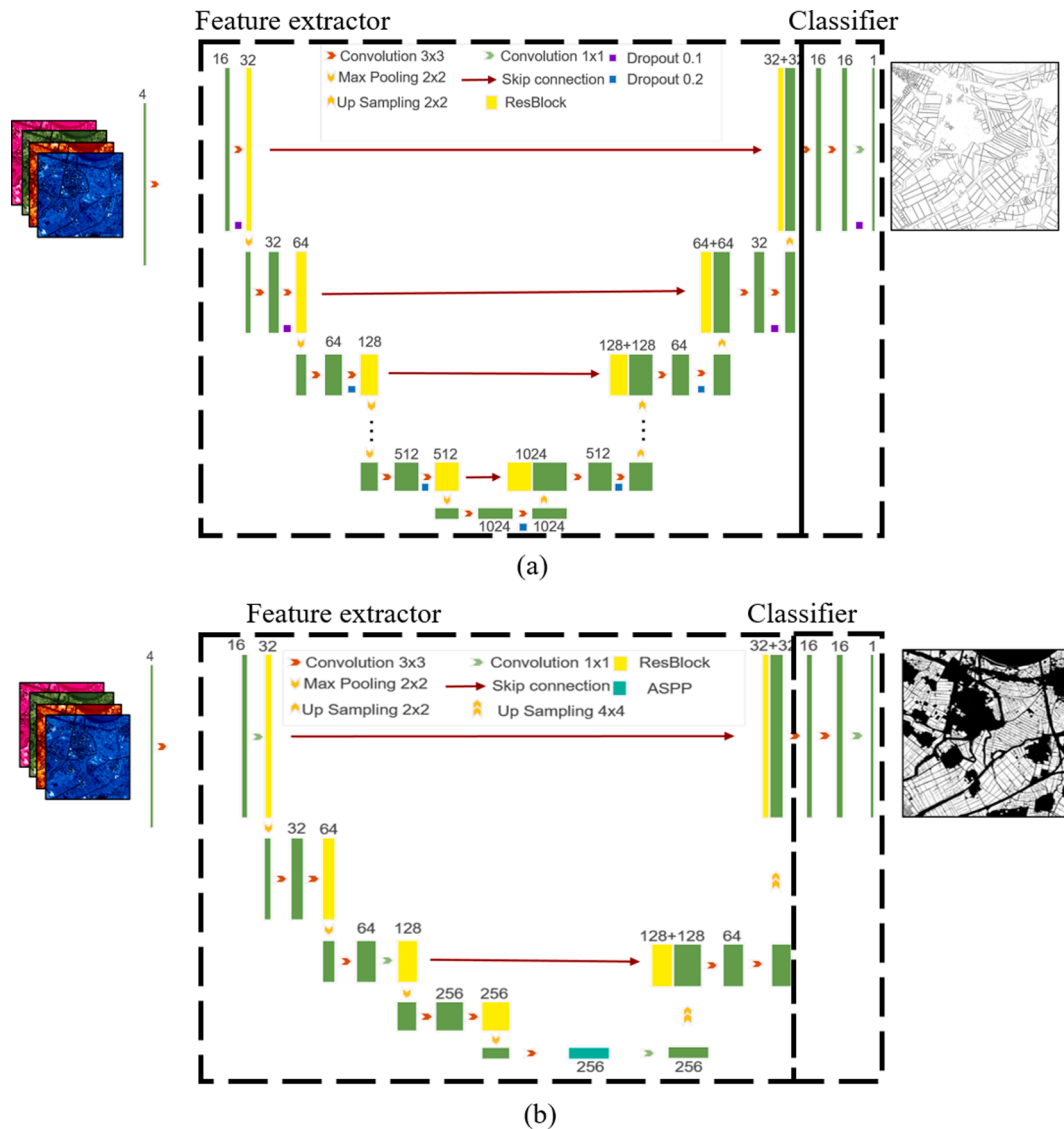 Feature extractor
Classifier
Convolution 3x3
Convolution 1x1
Dropout 0.1
Max Pooling 2x2
Skip connection
Dropout 0.2
Up Sampling 2x2
ResBlock
4
16
32
32+32
16
16
1
32
64
64+64
32
64
128
128+128
64
512
512
1024
512
1024
1024
(a)
Feature extractor
Classifier
Convolution 3x3
Convolution 1x1
ResBlock
Max Pooling 2x2
Skip connection
ASPP
Up Sampling 2x2
Up Sampling 4x4
4
16
32
32+32
16
16
1
32
64
64
128
128+128
64
256
256
256
256
(b)